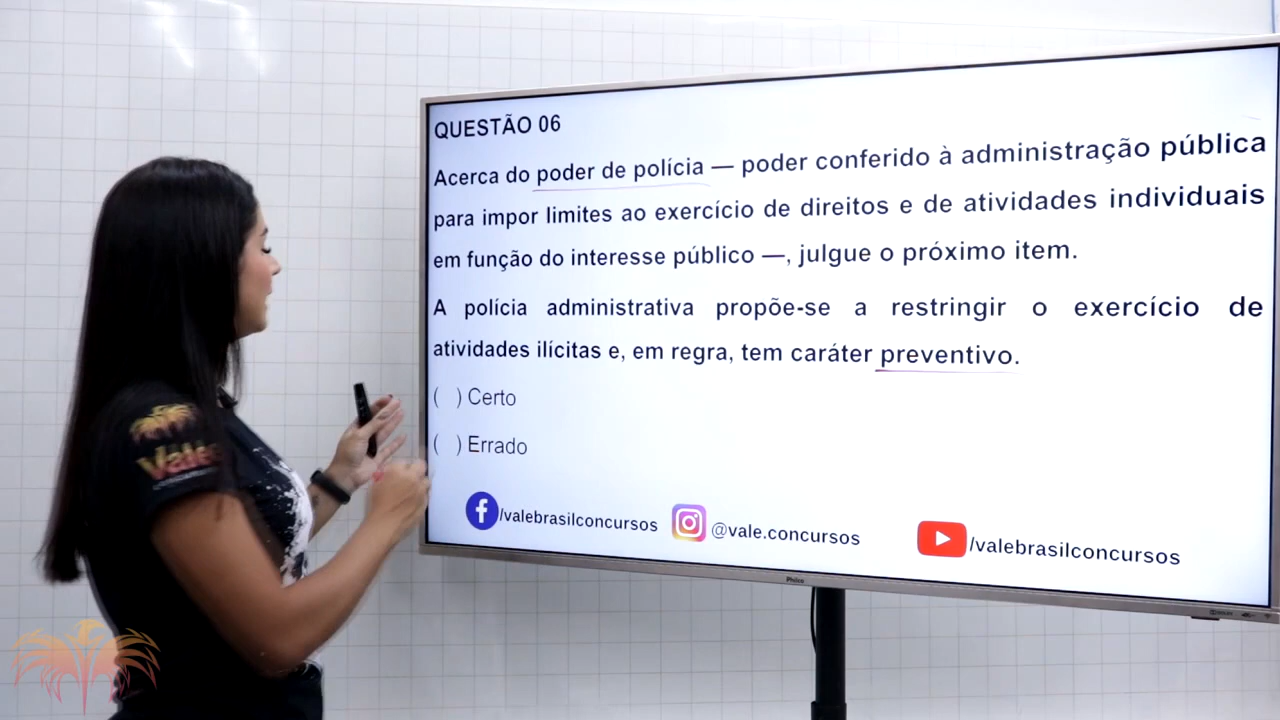 QUESTÃO 06
Acerca do poder de polícia — poder conferido à administração pública
para impor limites ao exercício de direitos e de atividades individuais
em função do interesse público —, julgue o próximo item.
A polícia administrativa propõe-se a restringir o exercício de
atividades ilícitas e, em regra, tem caráter preventivo.
( ) Certo
( ) Errado
/valebrasilconcursos @vale.concursos /valebrasilconcursos
Philco
Vale